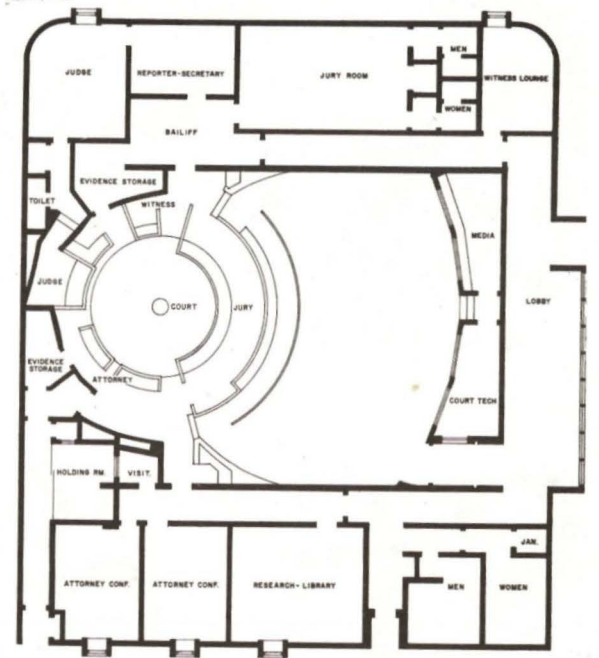 JUDGE
REPORTER-SECRETARY
JURY ROOM
MEN
WITNESS LOUNGE
WOMEN
BAILIFF
EVIDENCE STORAGE
TOILET
WITNESS
MEDIA
JUDGE
COURT
JURY
LOBBY
EVIDENCE
STORAGE
ATTORNEY
COURT TECH
HOLDING RM.
VISIT.
JAN.
ATTORNEY CONF.
ATTORNEY CONF.
RESEARCH-LIBRARY
MEN
WOMEN